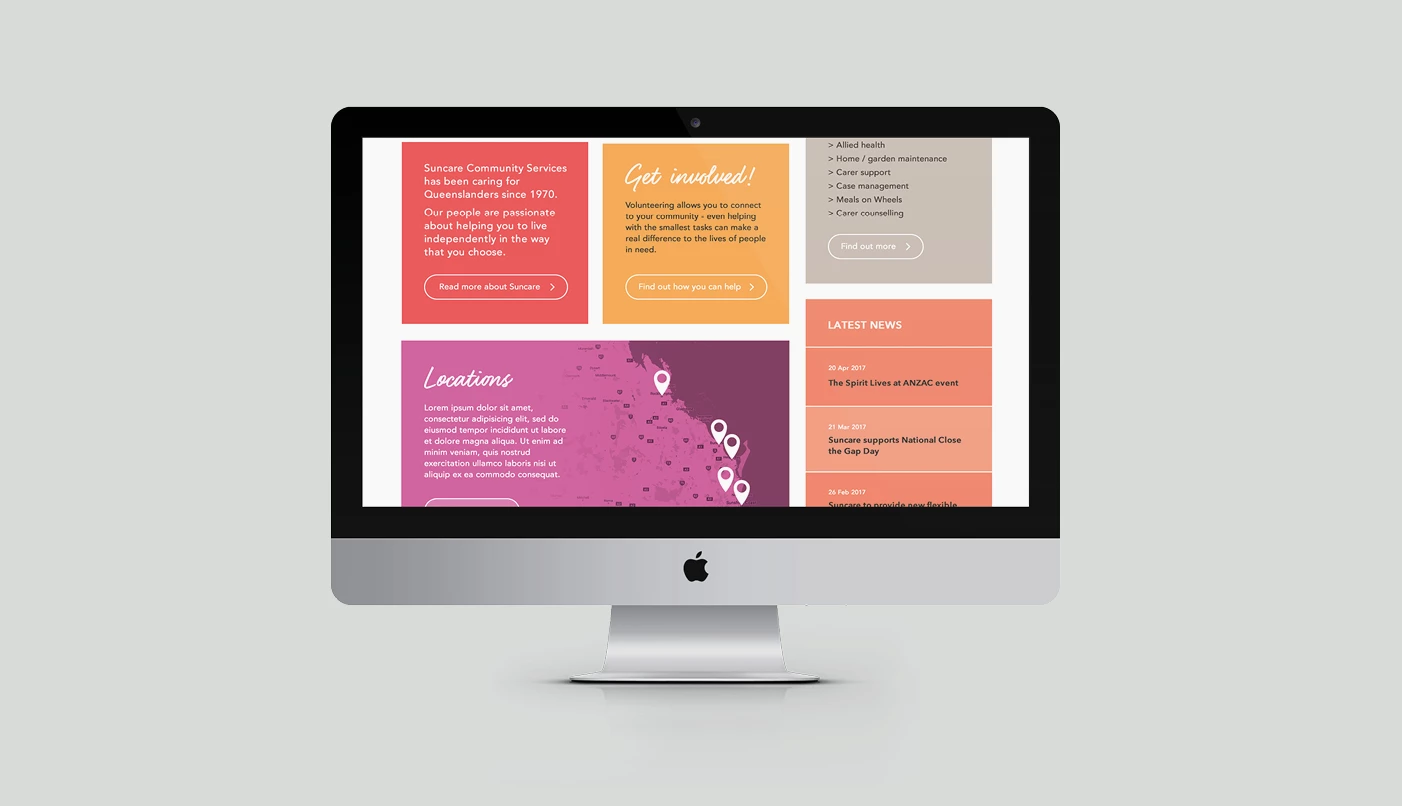 Suncare Community Services
has been caring for
Queenslanders since 1970.
Our people are passionate
about helping you to live
independently in the way
that you choose.
Read more about Suncare >
Get involved!
Volunteering allows you to connect
to your community - even helping
with the smallest tasks can make a
real difference to the lives of people
in need.
Find out how you can help >
> Allied health
> Home / garden maintenance
> Carer support
> Case management
> Meals on Wheels
> Carer counselling
Find out more >
Locations
Lorem ipsum dolor sit amet,
consectetur adipisicing elit, sed do
eiusmod tempor incididunt ut labore
et dolore magna aliqua. Ut enim ad
minim veniam, quis nostrud
exercitation ullamco laboris nisi ut
aliquip ex ea commodo consequat.
LATEST NEWS
20 Apr 2017
The Spirit Lives at ANZAC event
21 Mar 2017
Suncare supports National Close
the Gap Day
26 Feb 2017
Suncare to provide new flexible